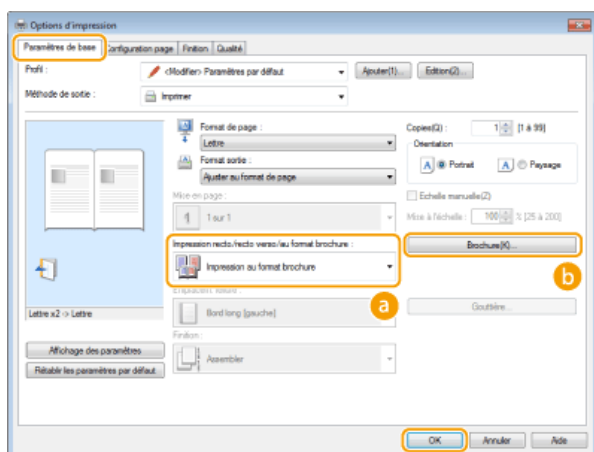 Options d'impression
Paramètres de base Configuration page Finition Qualité
Profil : <Modifier> Paramètres par défaut Ajouter(1)... Edition(2)...
Méthode de sortie : Imprimer
Format de page :
Lettre
Format sortie :
Ajuster au format de page
Mise en page :
1 sur 1
Impression recto/recto verso/au format brochure :
Impression au format brochure
a
Emplacement reliure :
Bord long [gauche]
Finition :
Assembler
Lettre x2 -> Lettre
Affichage des paramètres
Rétablir les paramètres par défaut
Copies(Q) : 1 [1 à 99]
Orientation
A Portrait A Paysage
Echelle manuelle(Z)
Mise à l'échelle : 100 % [25 à 200]
Brochure(K)...
b
Gouttière...
OK Annuler Aide